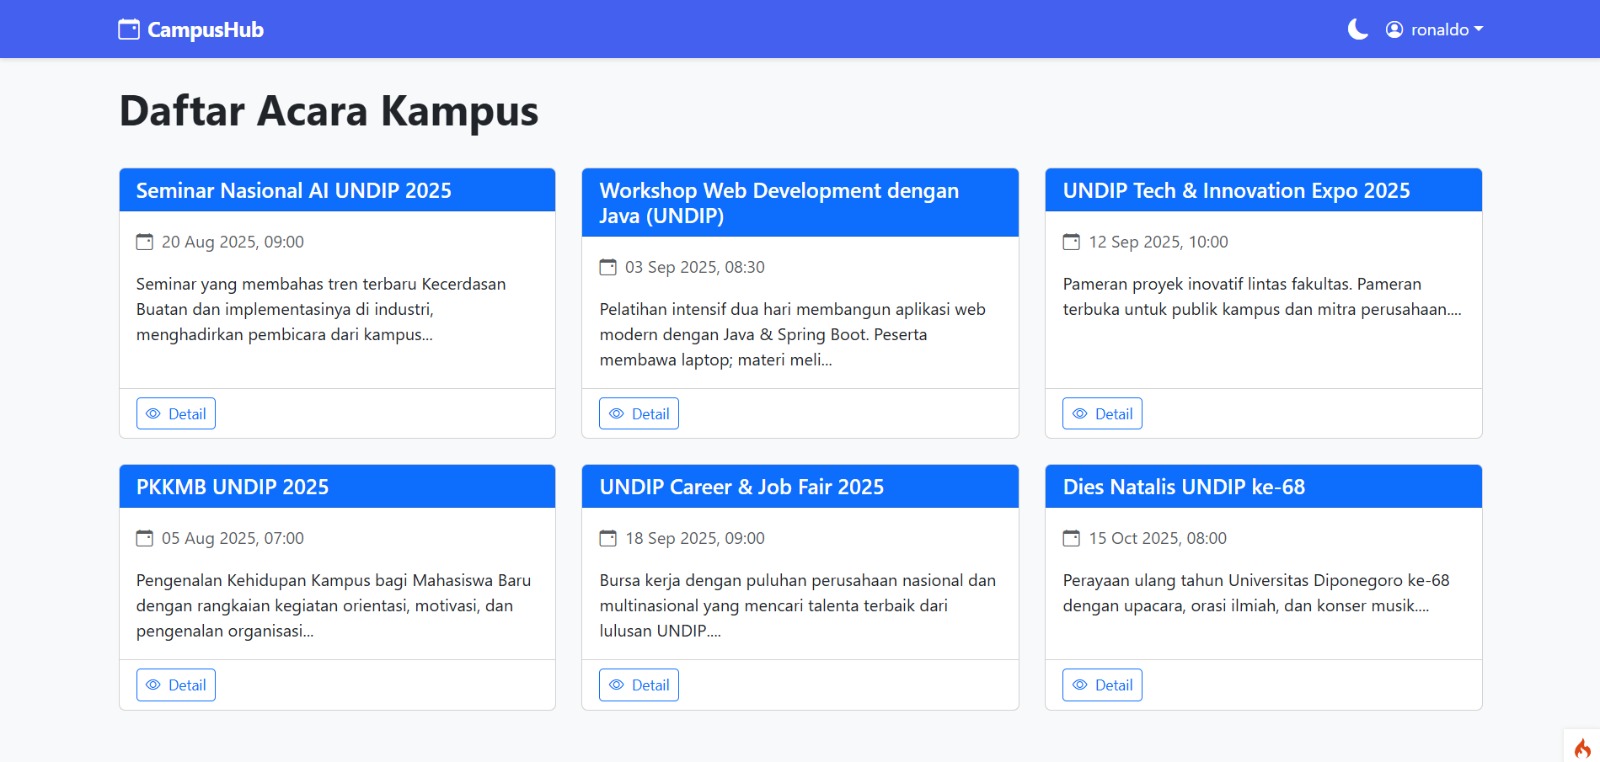 CampusHub
ronaldo
Daftar Acara Kampus
Seminar Nasional AI UNDIP 2025
20 Aug 2025, 09:00
Seminar yang membahas tren terbaru Kecerdasan
Buatan dan implementasinya di industri,
menghadirkan pembicara dari kampus...
Detail
Workshop Web Development dengan
Java (UNDIP)
03 Sep 2025, 08:30
Pelatihan intensif dua hari membangun aplikasi web
modern dengan Java & Spring Boot. Peserta
membawa laptop; materi meli...
Detail
UNDIP Tech & Innovation Expo 2025
12 Sep 2025, 10:00
Pameran proyek inovatif lintas fakultas. Pameran
terbuka untuk publik kampus dan mitra perusahaan....
Detail
PKKMB UNDIP 2025
05 Aug 2025, 07:00
Pengenalan Kehidupan Kampus bagi Mahasiswa Baru
dengan rangkaian kegiatan orientasi, motivasi, dan
pengenalan organisasi...
Detail
UNDIP Career & Job Fair 2025
18 Sep 2025, 09:00
Bursa kerja dengan puluhan perusahaan nasional dan
multinasional yang mencari talenta terbaik dari
lulusan UNDIP....
Detail
Dies Natalis UNDIP ke-68
15 Oct 2025, 08:00
Perayaan ulang tahun Universitas Diponegoro ke-68
dengan upacara, orasi ilmiah, dan konser musik....
Detail